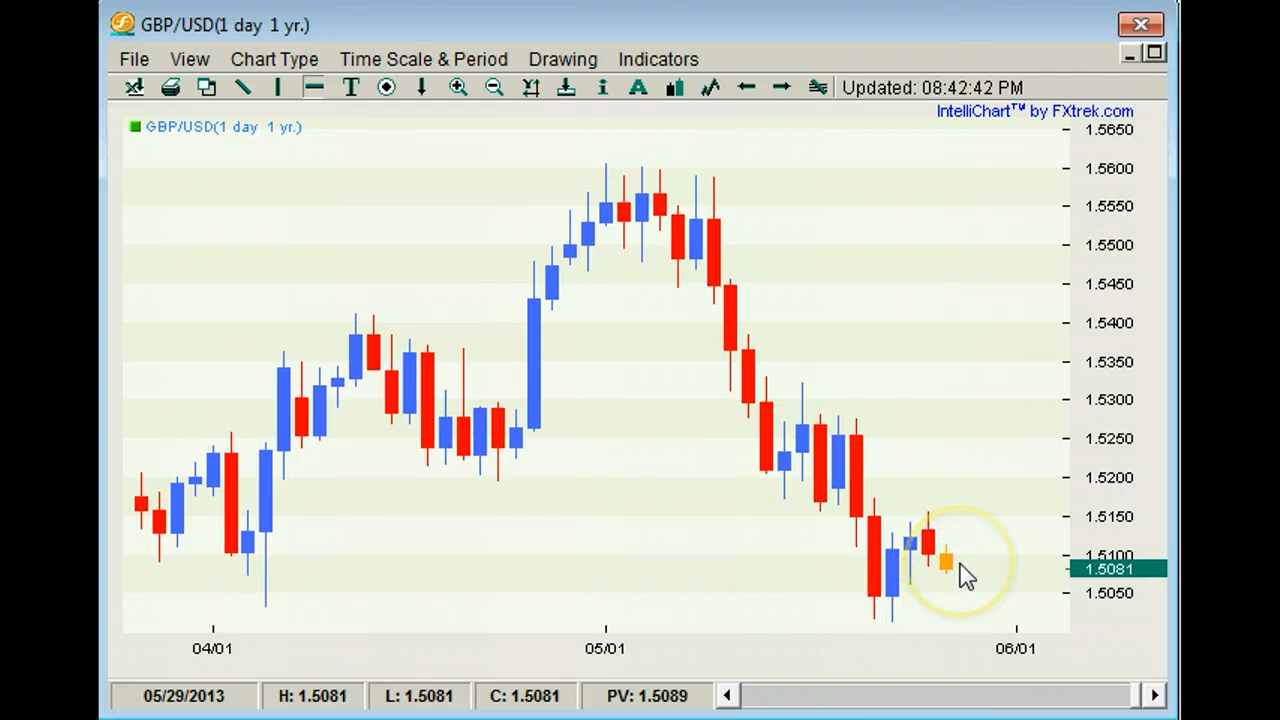 GBP/USD(1 day 1 yr.)
File View Chart Type Time Scale & Period Drawing Indicators
Updated: 08:42:42 PM
IntelliChart™ by FXtrek.com
GBP/USD(1 day 1 yr.)
1.5650
1.5600
1.5550
1.5500
1.5450
1.5400
1.5350
1.5300
1.5250
1.5200
1.5150
1.5100
1.5081
1.5050
04/01 05/01 06/01
05/29/2013 H: 1.5081 L: 1.5081 C: 1.5081 PV: 1.5089